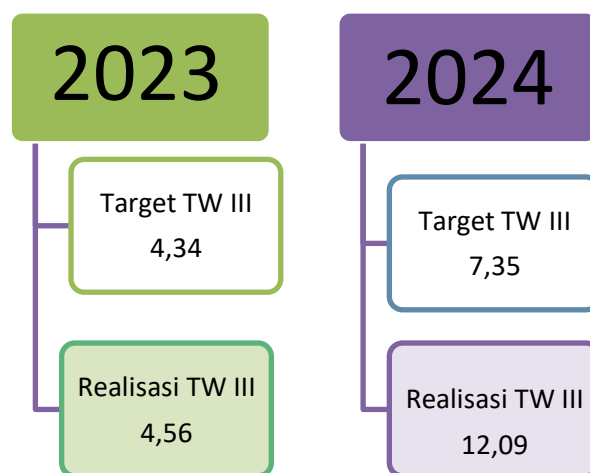 2023
Target TW III
4,34
Realisasi TW III
4,56
2024
Target TW III
7,35
Realisasi TW III
12,09